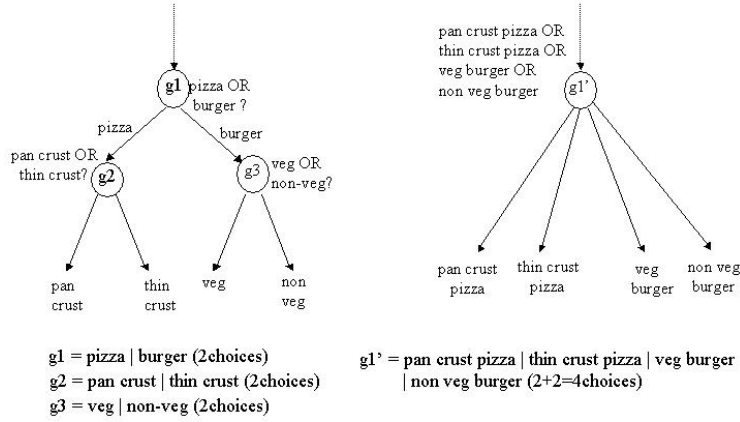 g1 pizza OR
burger ?
pizza
burger
pan crust OR
thin crust?
g2
g3
veg OR
non-veg?
pan
crust
thin
crust
veg
non
veg
g1 = pizza | burger (2choices)
g2 = pan crust | thin crust (2choices)
g3 = veg | non-veg (2choices)
pan crust pizza OR
thin crust pizza OR
veg burger OR
non veg burger
g1’
pan crust
pizza
thin crust
pizza
veg
burger
non veg
burger
g1’ = pan crust pizza | thin crust pizza | veg burger
| non veg burger (2+2=4choices)